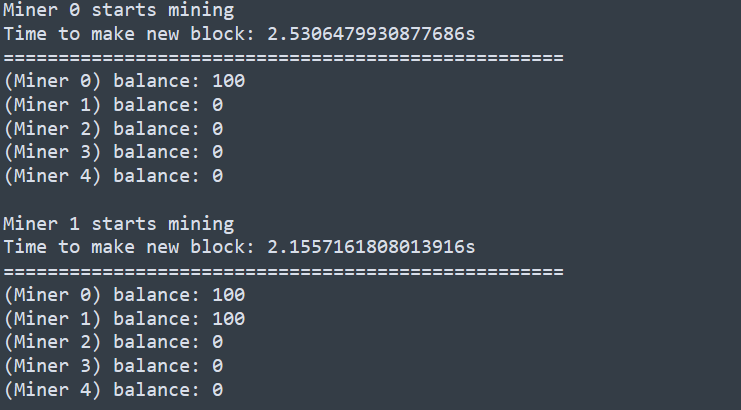 Miner 0 starts mining
Time to make new block: 2.5306479930877686s
===================================================
(Miner 0) balance: 100
(Miner 1) balance: 0
(Miner 2) balance: 0
(Miner 3) balance: 0
(Miner 4) balance: 0
Miner 1 starts mining
Time to make new block: 2.1557161808013916s
===================================================
(Miner 0) balance: 100
(Miner 1) balance: 100
(Miner 2) balance: 0
(Miner 3) balance: 0
(Miner 4) balance: 0